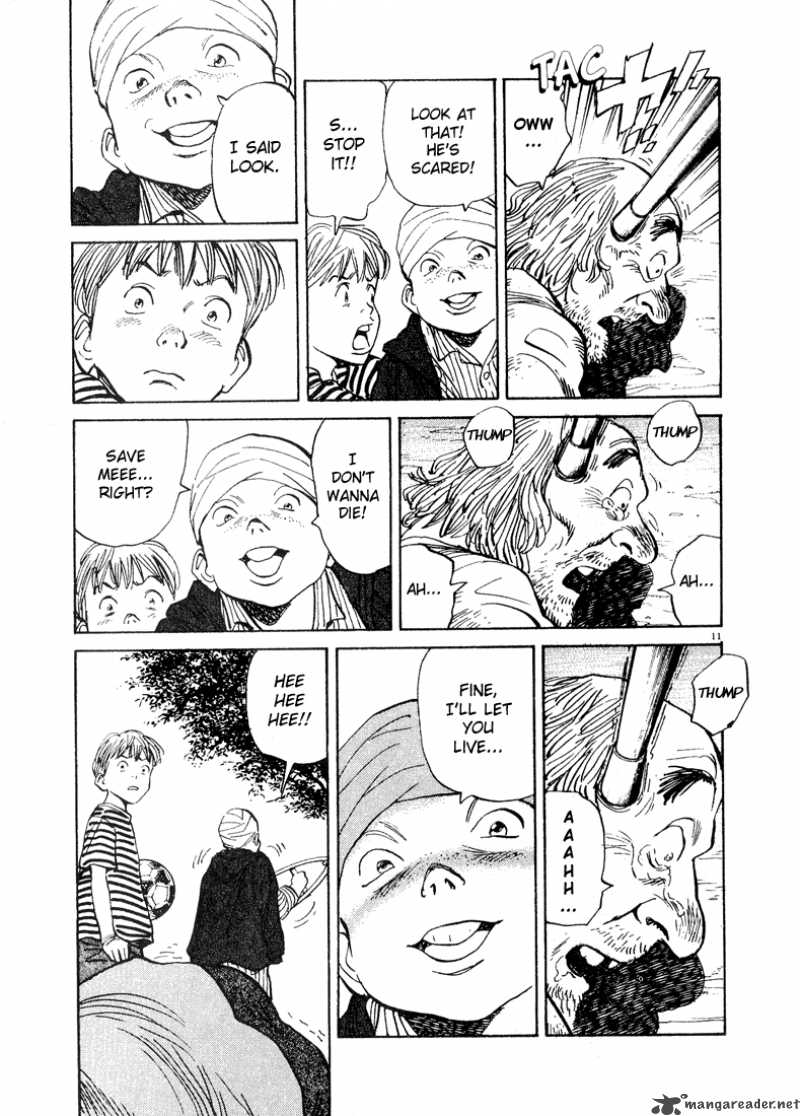 TAC
OWW
...
LOOK AT
THAT!
HE'S
SCARED!
S...
STOP
IT!!
I SAID
LOOK.
THUMP
THUMP
AH...
AH...
I
DON'T
WANNA
DIE!
SAVE
MEEE...
RIGHT?
11
THUMP
A
A
A
H
H
...
FINE,
I'LL LET
YOU
LIVE...
HEE
HEE
HEE!!
mangareader.net